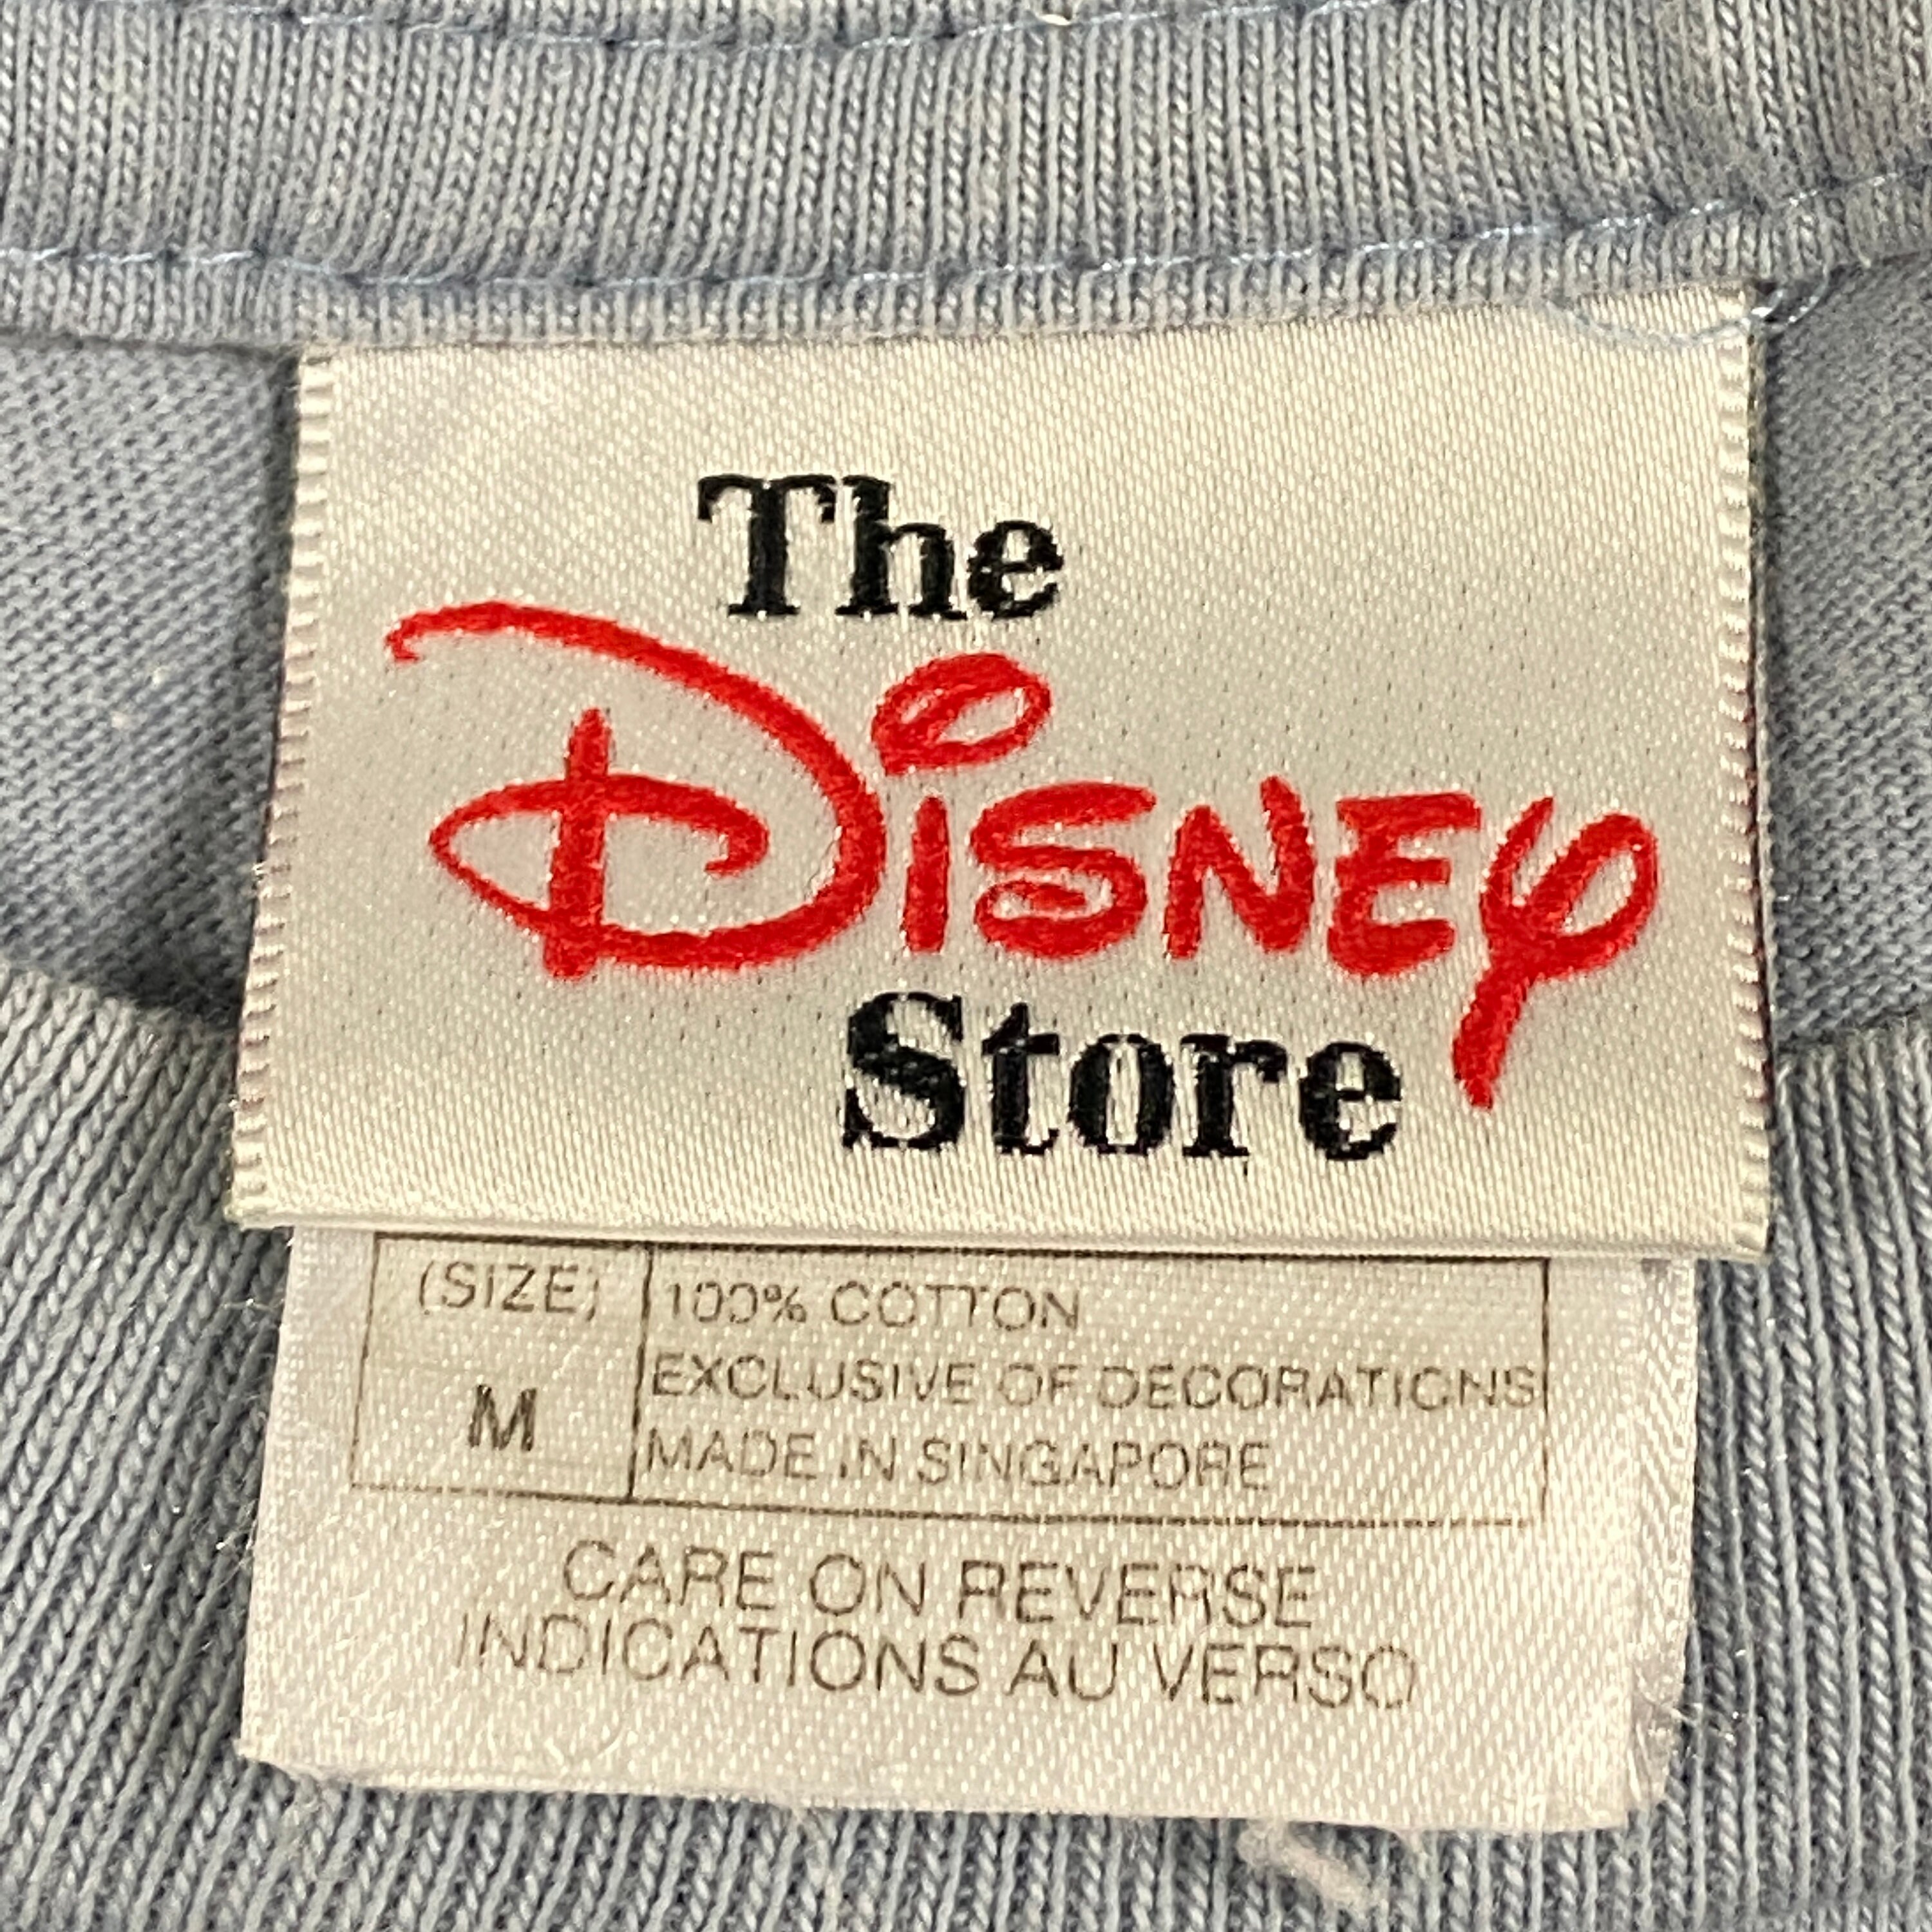 The
Disney
Store
(SIZE)
M
100% COTTON
EXCLUSIVE OF DECORATIONS
MADE IN SINGAPORE
CARE ON REVERSE
INDICATIONS AU VERSO